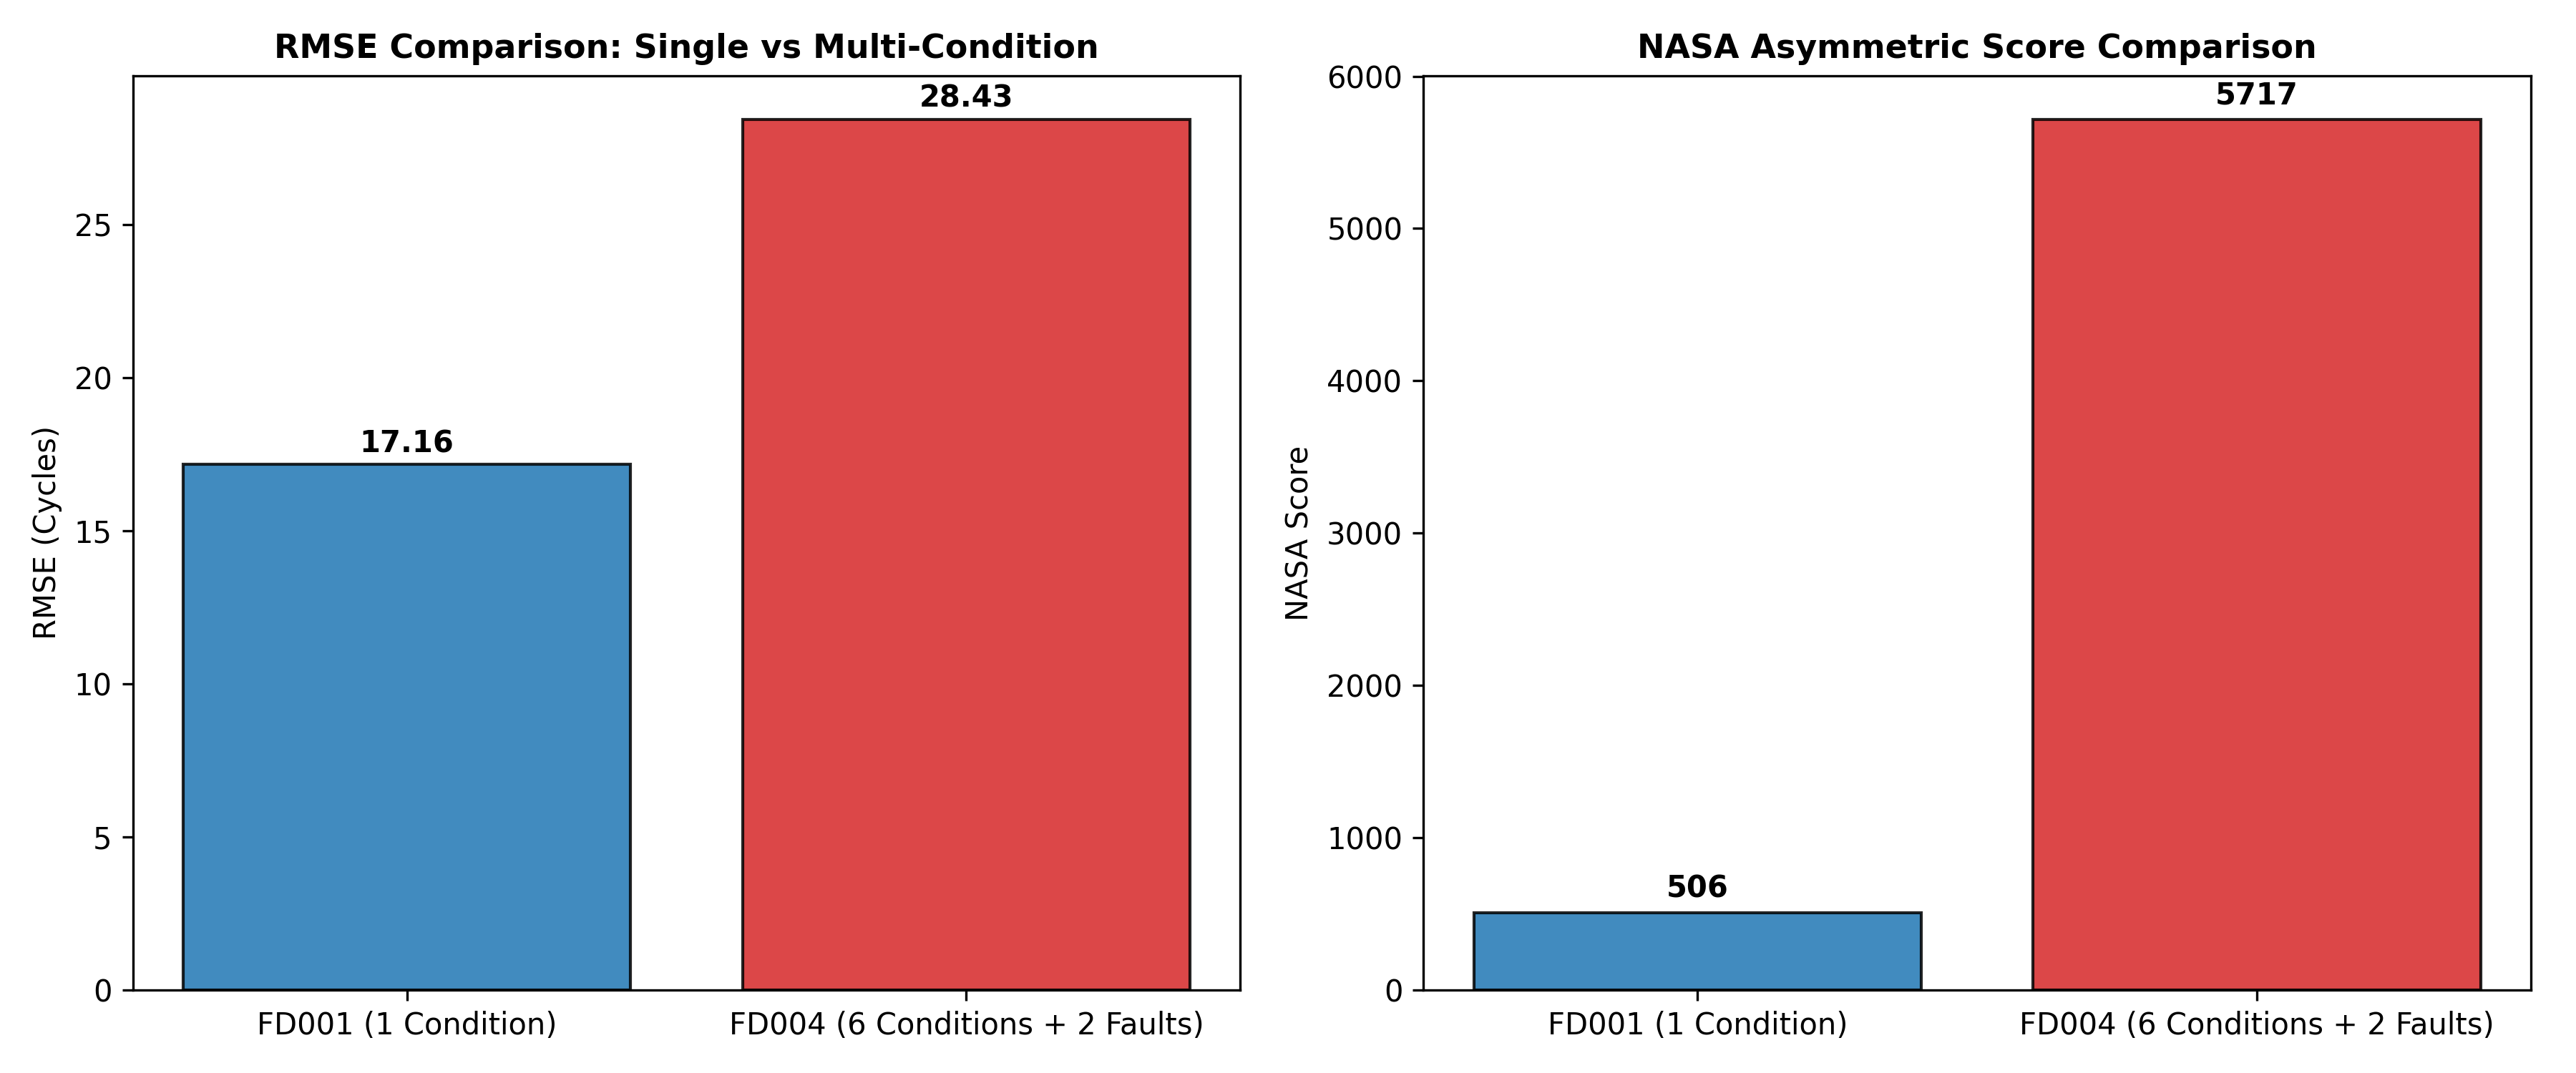 RMSE Comparison: Single vs Multi-Condition
RMSE (Cycles)
25
20
15
10
5
0
28.43
17.16
FD001 (1 Condition)
FD004 (6 Conditions + 2 Faults)
NASA Asymmetric Score Comparison
NASA Score
6000
5000
4000
3000
2000
1000
0
5717
506
FD001 (1 Condition)
FD004 (6 Conditions + 2 Faults)